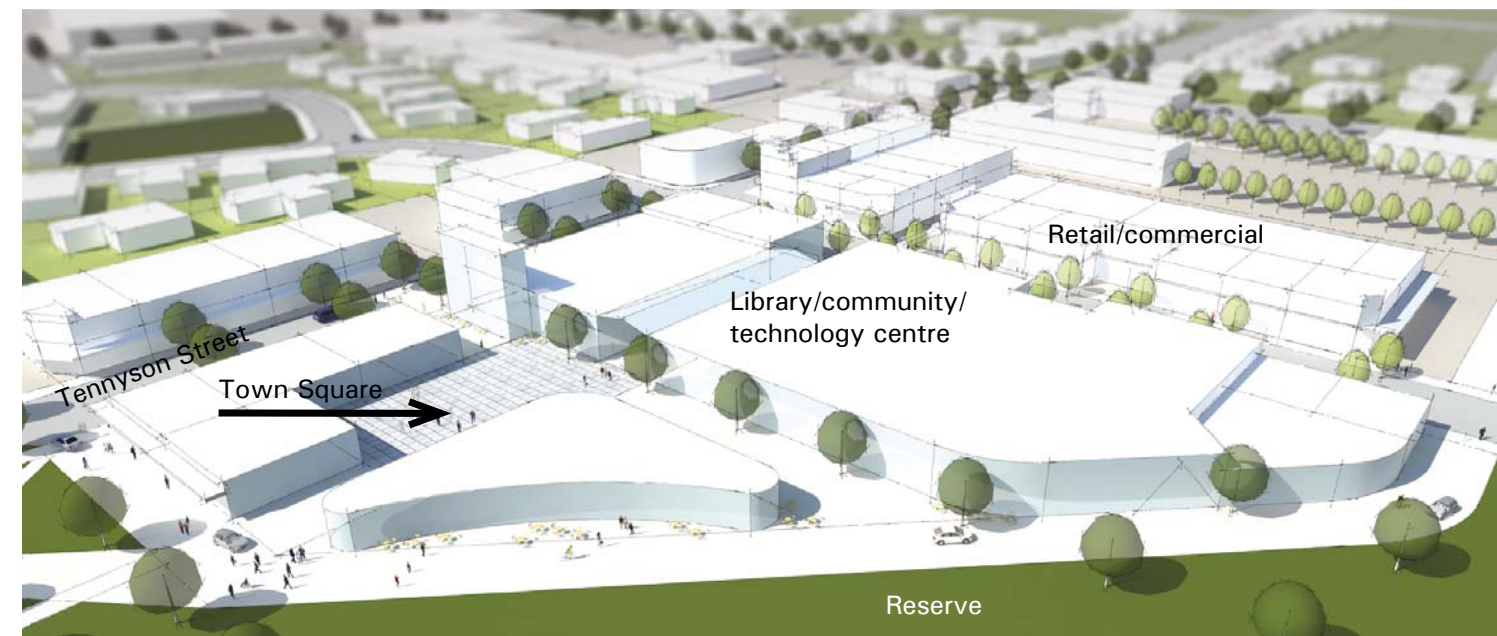 Retail/commercial
Library/community/
technology centre
Tennyson Street
Town Square
Reserve